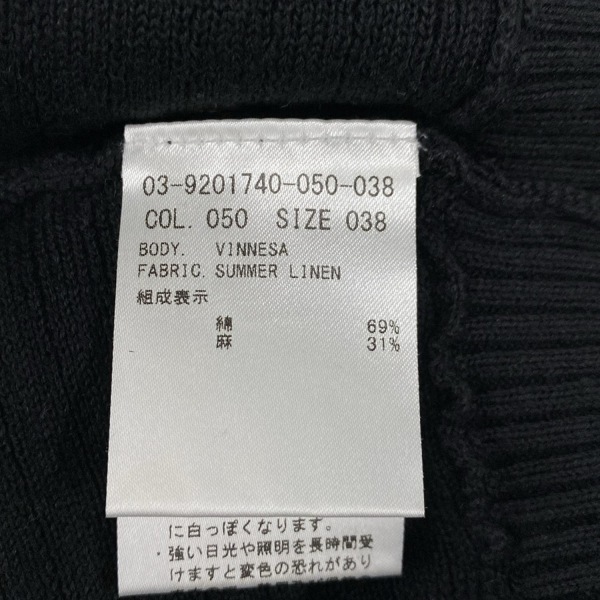 03-9201740-050-038
COL. 050 SIZE 038
BODY. VINNESA
FABRIC. SUMMER LINEN
組成表示
綿 69%
麻 31%
に白っぽくなります。
・強い日光や照明を長時間受
けますと変色の恐れがあり